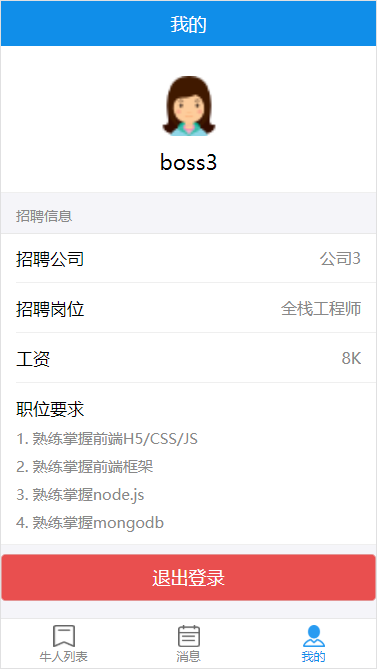 我的
boss3
招聘信息
招聘公司 公司3
招聘岗位 全栈工程师
工资 8K
职位要求
1. 熟练掌握前端H5/CSS/JS
2. 熟练掌握前端框架
3. 熟练掌握node.js
4. 熟练掌握mongodb
退出登录
牛人列表 消息 我的